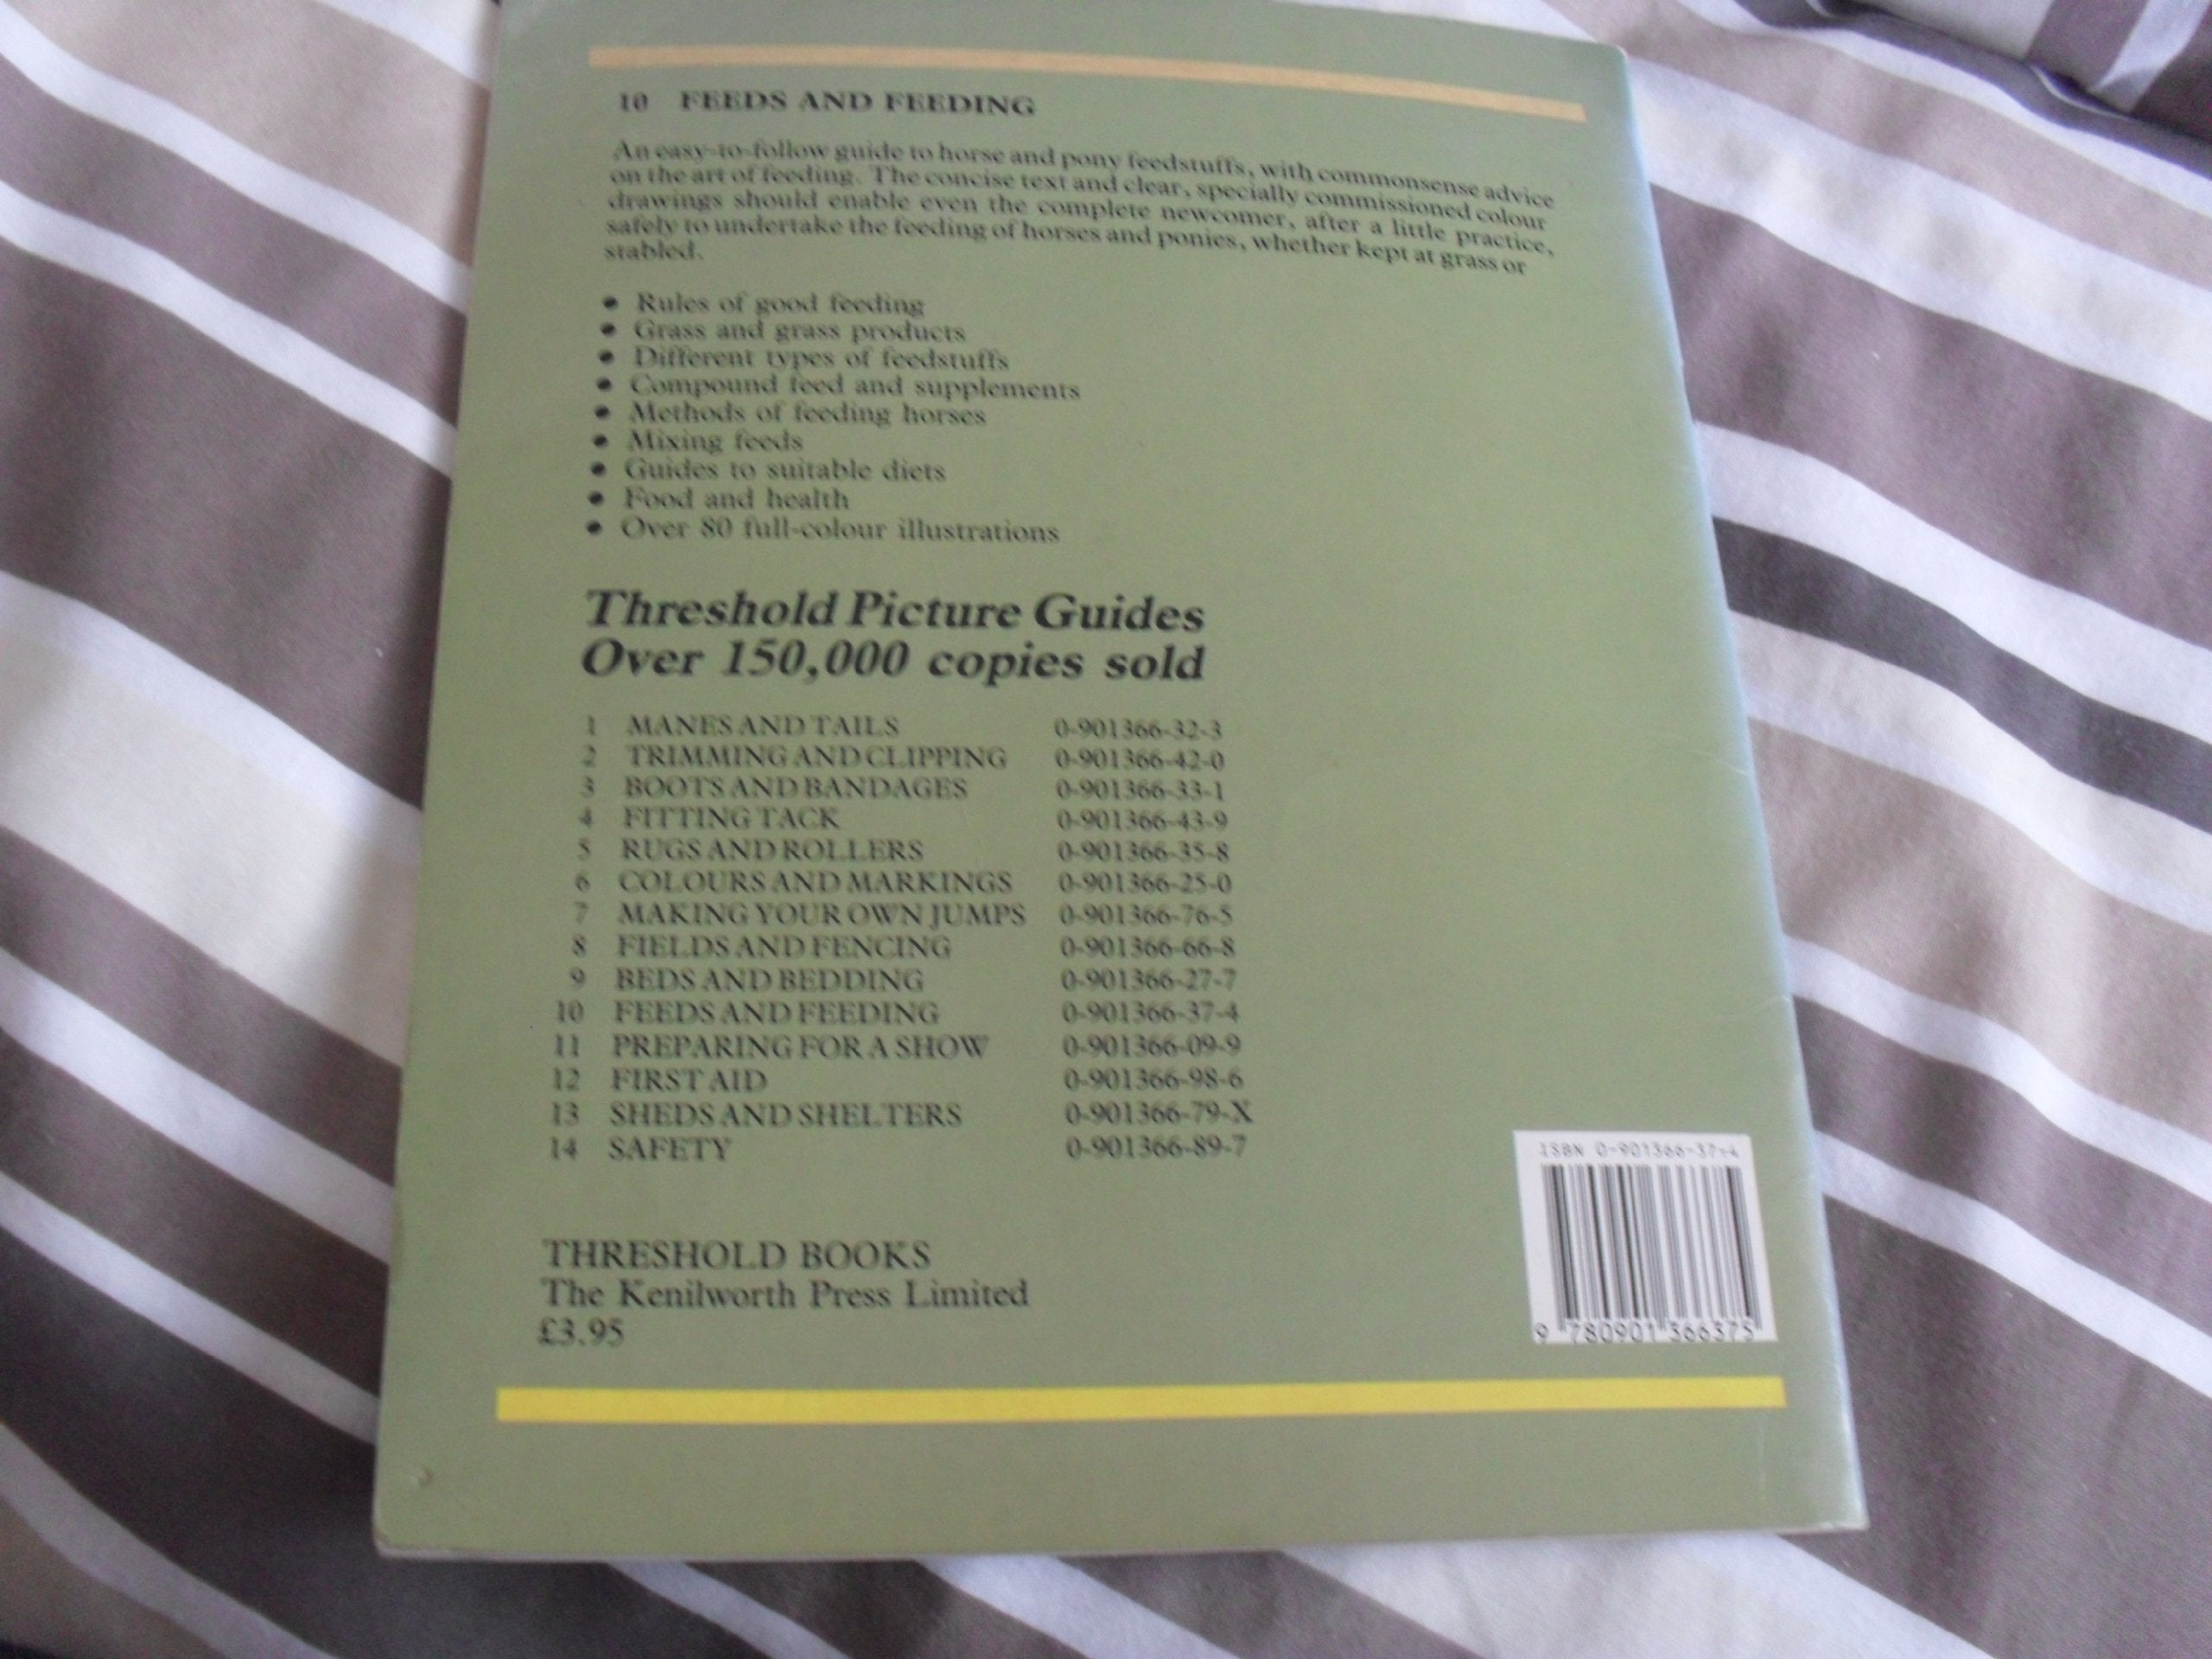 10 FEEDS AND FEEDING
An easy-to-follow guide to horse and pony feedstuffs, with commonsense advice
on the art of feeding. The concise text and clear, specially commissioned colour
drawings should enable even the complete newcomer, after a little practice,
safely to undertake the feeding of horses and ponies, whether kept at grass or
stabled.
• Rules of good feeding
• Grass and grass products
• Different types of feedstuffs
• Compound feed and supplements
• Methods of feeding horses
• Mixing feeds
• Guides to suitable diets
• Food and health
• Over 80 full-colour illustrations
Threshold Picture Guides
Over 150,000 copies sold
1 MANES AND TAILS 0-901366-32-3
2 TRIMMING AND CLIPPING 0-901366-42-0
3 BOOTS AND BANDAGES 0-901366-33-1
4 FITTING TACK 0-901366-43-9
5 RUGS AND ROLLERS 0-901366-35-8
6 COLOURS AND MARKINGS 0-901366-25-0
7 MAKING YOUR OWN JUMPS 0-901366-76-5
8 FIELDS AND FENCING 0-901366-66-8
9 BEDS AND BEDDING 0-901366-27-7
10 FEEDS AND FEEDING 0-901366-37-4
11 PREPARING FOR A SHOW 0-901366-09-9
12 FIRST AID 0-901366-98-6
13 SHEDS AND SHELTERS 0-901366-79-X
14 SAFETY 0-901366-89-7
THRESHOLD BOOKS
The Kenilworth Press Limited
£3.95
ISBN 0-901366-37-4
9 780901 366375